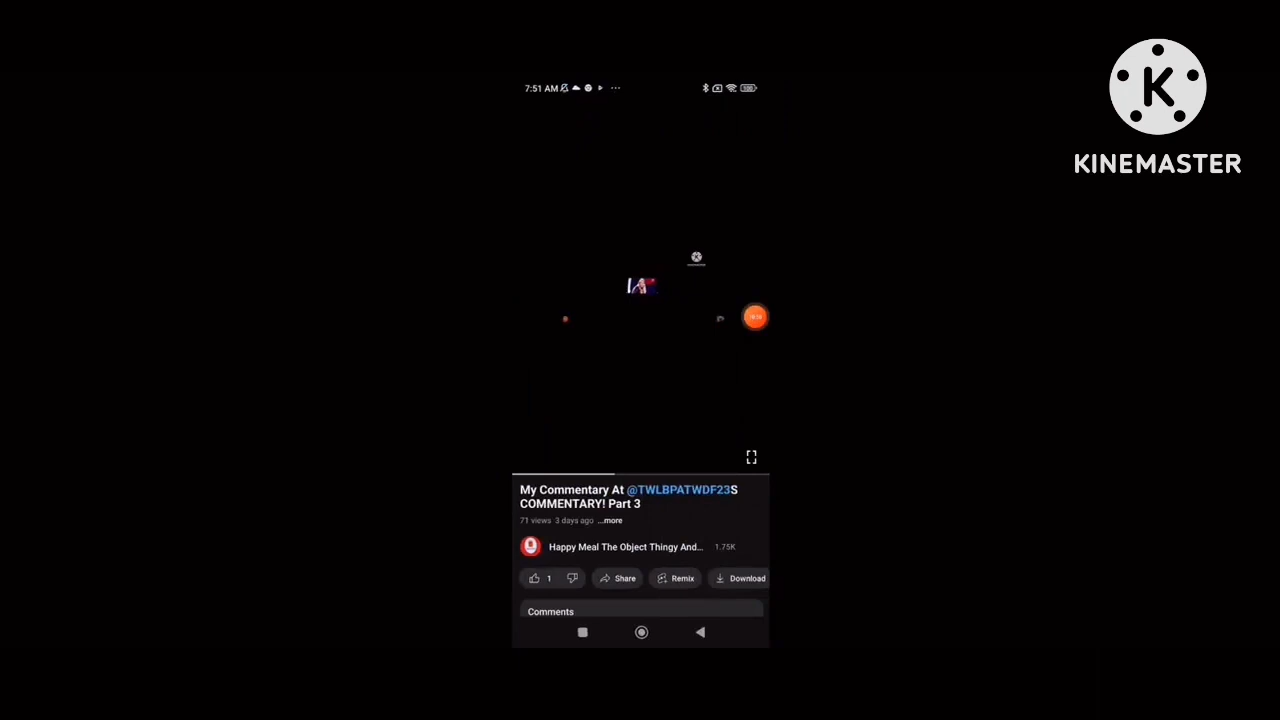 7:51 AM
KINEMASTER
My Commentary At @TWLBPATWDF23S
COMMENTARY! Part 3
71 views 3 days ago ...more
Happy Meal The Object Thingy And... 1.75K
1 Share Remix Download
Comments